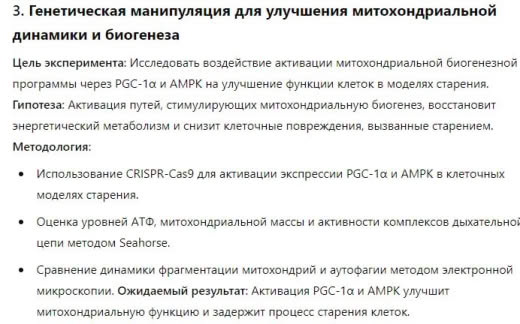 3. Генетическая манипуляция для улучшения митохондриальной
динамики и биогенеза
Цель эксперимента: Исследовать воздействие активации митохондриальной биогенезной
программы через PGC-1α и AMPK на улучшение функции клеток в моделях старения.
Гипотеза: Активация путей, стимулирующих митохондриальную биогенез, восстановит
энергетический метаболизм и снизит клеточные повреждения, вызванные старением.
Методология:
• Использование CRISPR-Cas9 для активации экспрессии PGC-1α и AMPK в клеточных
моделях старения.
• Оценка уровней АТФ, митохондриальной массы и активности комплексов дыхательной
цепи методом Seahorse.
• Сравнение динамики фрагментации митохондрий и аутофагии методом электронной
микроскопии. Ожидаемый результат: Активация PGC-1α и AMPK улучшит
митохондриальную функцию и задержит процесс старения клеток.